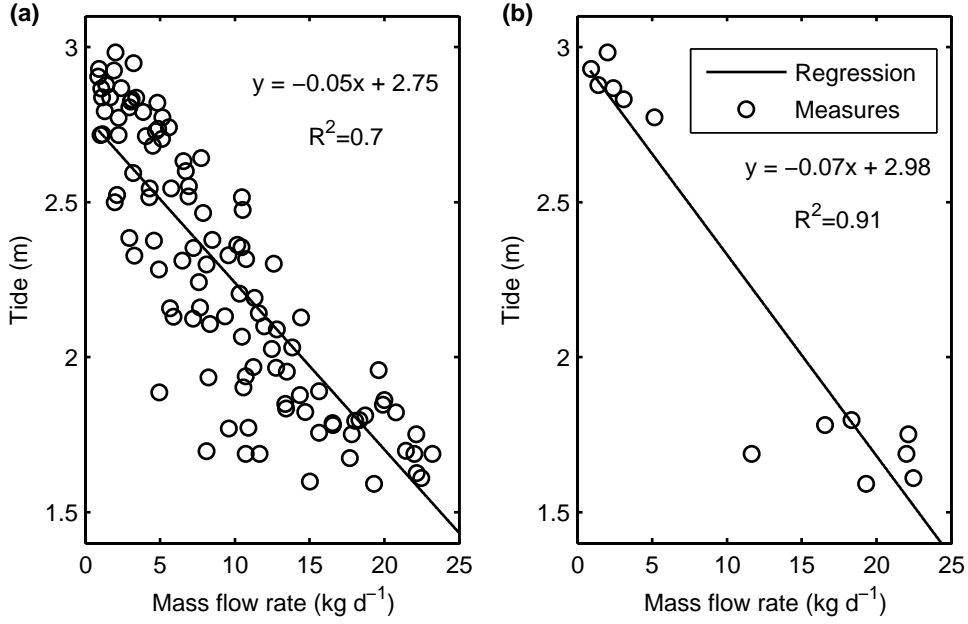 (a)
y = −0.05x + 2.75
R²=0.7
Tide (m)
3
2.5
2
1.5
0 5 10 15 20 25
Mass flow rate (kg d⁻¹)
(b)
Regression
Measures
y = −0.07x + 2.98
R²=0.91
Tide (m)
3
2.5
2
1.5
0 5 10 15 20 25
Mass flow rate (kg d⁻¹)